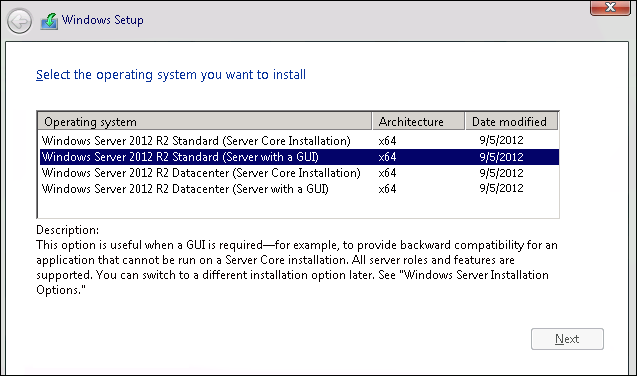 Windows Setup
Select the operating system you want to install
Operating system Architecture Date modified
Windows Server 2012 R2 Standard (Server Core Installation) x64 9/5/2012
Windows Server 2012 R2 Standard (Server with a GUI) x64 9/5/2012
Windows Server 2012 R2 Datacenter (Server Core Installation) x64 9/5/2012
Windows Server 2012 R2 Datacenter (Server with a GUI) x64 9/5/2012
Description:
This option is useful when a GUI is required—for example, to provide backward compatibility for an
application that cannot be run on a Server Core installation. All server roles and features are
supported. You can switch to a different installation option later. See "Windows Server Installation
Options."
Next